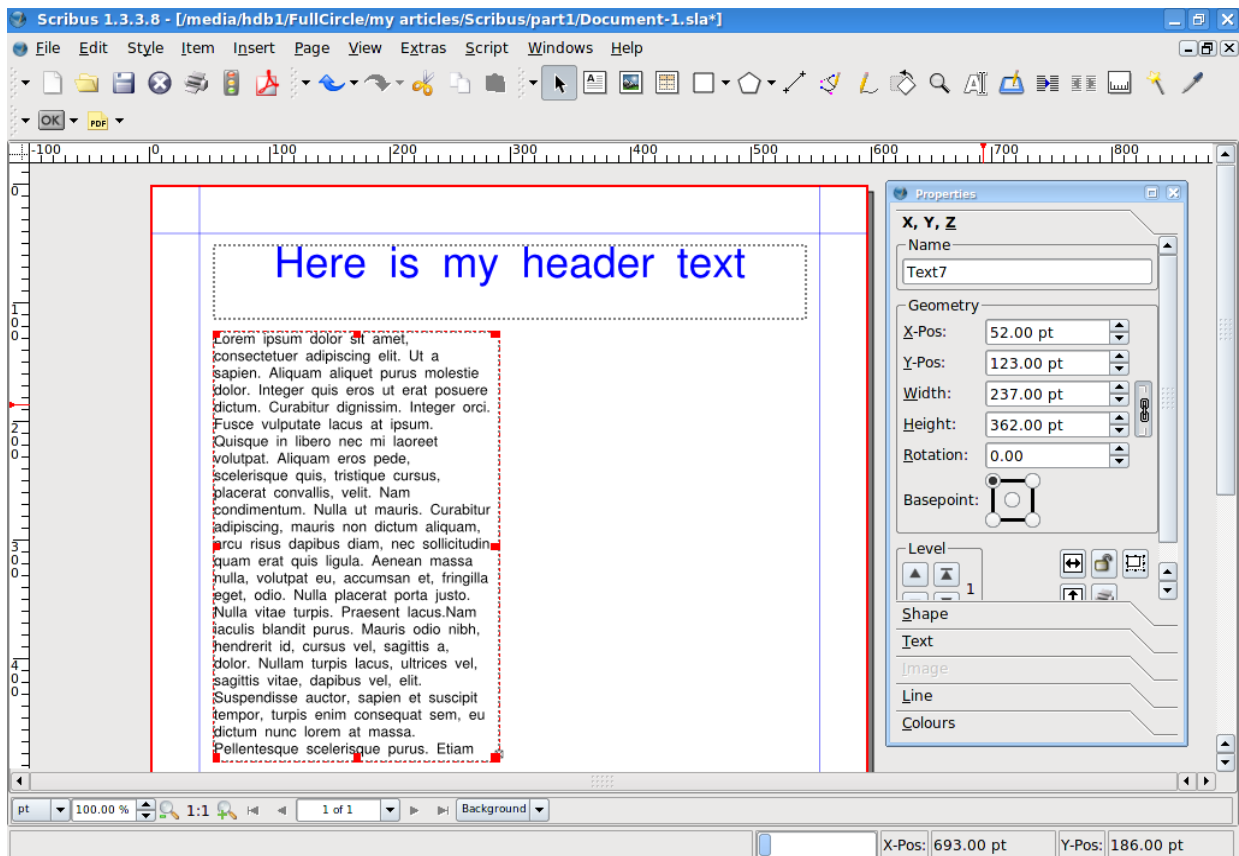 Scribus 1.3.3.8 - [/media/hdb1/FullCircle/my articles/Scribus/part1/Document-1.sla*]
File Edit Style Item Insert Page View Extras Script Windows Help
OK PDF
-100 0 100 200 300 400 500 600 700 800
0
100
200
300
400
Here is my header text
Lorem ipsum dolor sit amet,
consectetuer adipiscing elit. Ut a
sapien. Aliquam aliquet purus molestie
dolor. Integer quis eros ut erat posuere
dictum. Curabitur dignissim. Integer orci.
Fusce vulputate lacus at ipsum.
Quisque in libero nec mi laoreet
volutpat. Aliquam eros pede,
scelerisque quis, tristique cursus,
placerat convallis, velit. Nam
condimentum. Nulla ut mauris. Curabitur
adipiscing, mauris non dictum aliquam,
arcu risus dapibus diam, nec sollicitudin
quam erat quis ligula. Aenean massa
nulla, volutpat eu, accumsan et, fringilla
eget, odio. Nulla placerat porta justo.
Nulla vitae turpis. Praesent lacus.Nam
iaculis blandit purus. Mauris odio nibh,
hendrerit id, cursus vel, sagittis a,
dolor. Nullam turpis lacus, ultrices vel,
sagittis vitae, dapibus vel, elit.
Suspendisse auctor, sapien et suscipit
tempor, turpis enim consequat sem, eu
dictum nunc lorem at massa.
Pellentesque scelerisque purus. Etiam
Properties
X, Y, Z
Name
Text7
Geometry
X-Pos: 52.00 pt
Y-Pos: 123.00 pt
Width: 237.00 pt
Height: 362.00 pt
Rotation: 0.00
Basepoint:
Level
1
Shape
Text
Image
Line
Colours
pt 100.00 % 1:1 1 of 1 Background
X-Pos: 693.00 pt Y-Pos: 186.00 pt